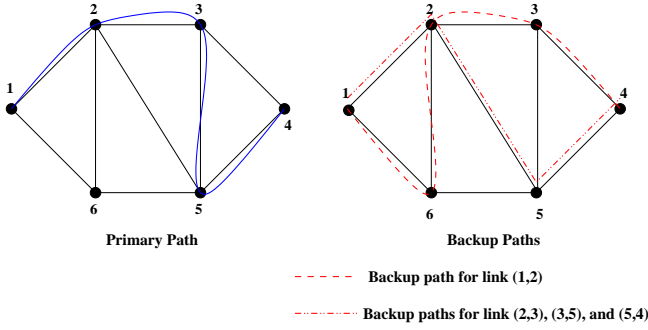 2 3 2 3
1 4 1 4
6 5 6 5
Primary Path Backup Paths
Backup path for link (1,2)
Backup paths for link (2,3), (3,5), and (5,4)